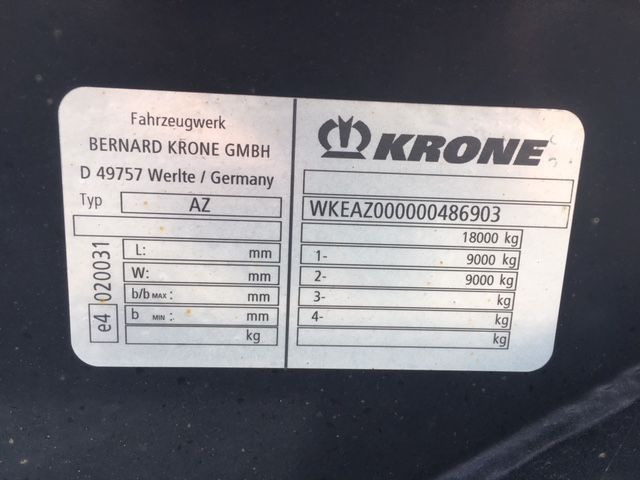 Fahrzeugwerk
BERNARD KRONE GMBH
D 49757 Werlte / Germany
Typ AZ
e4 020031
L: mm
W: mm
b/b MAX: mm
b MIN: mm
kg
KRONE
WKEAZ000000486903
18000 kg
1- 9000 kg
2- 9000 kg
3- kg
4- kg
kg